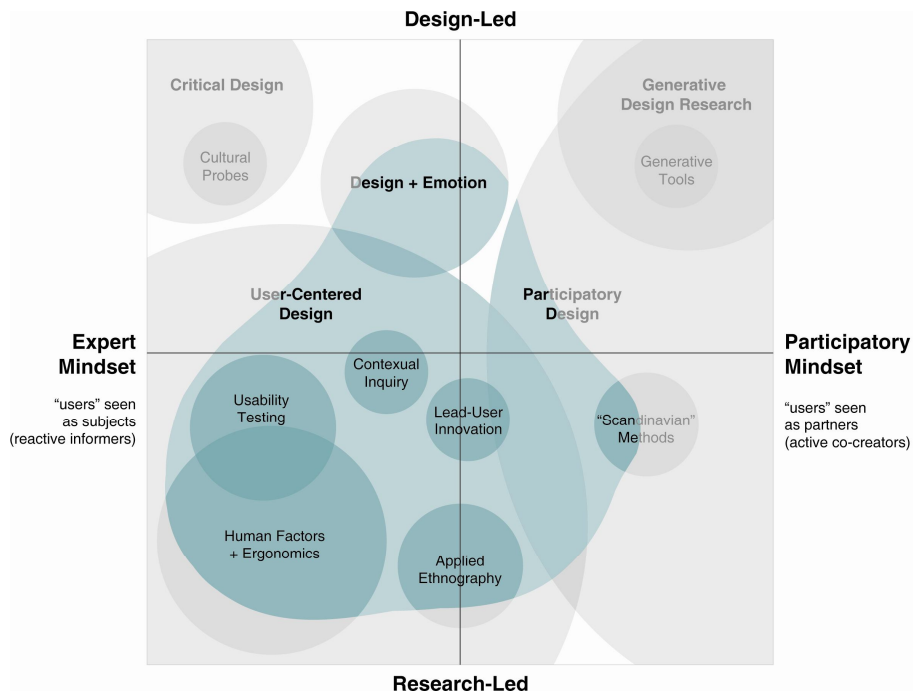 Design-Led
Critical Design
Generative
Design Research
Cultural
Probes
Generative
Tools
Design + Emotion
User-Centered
Design
Participatory
Design
Expert
Mindset
"users" seen
as subjects
(reactive informers)
Participatory
Mindset
"users" seen
as partners
(active co-creators)
Contexual
Inquiry
Usability
Testing
Lead-User
Innovation
"Scandinavian"
Methods
Human Factors
+ Ergonomics
Applied
Ethnography
Research-Led